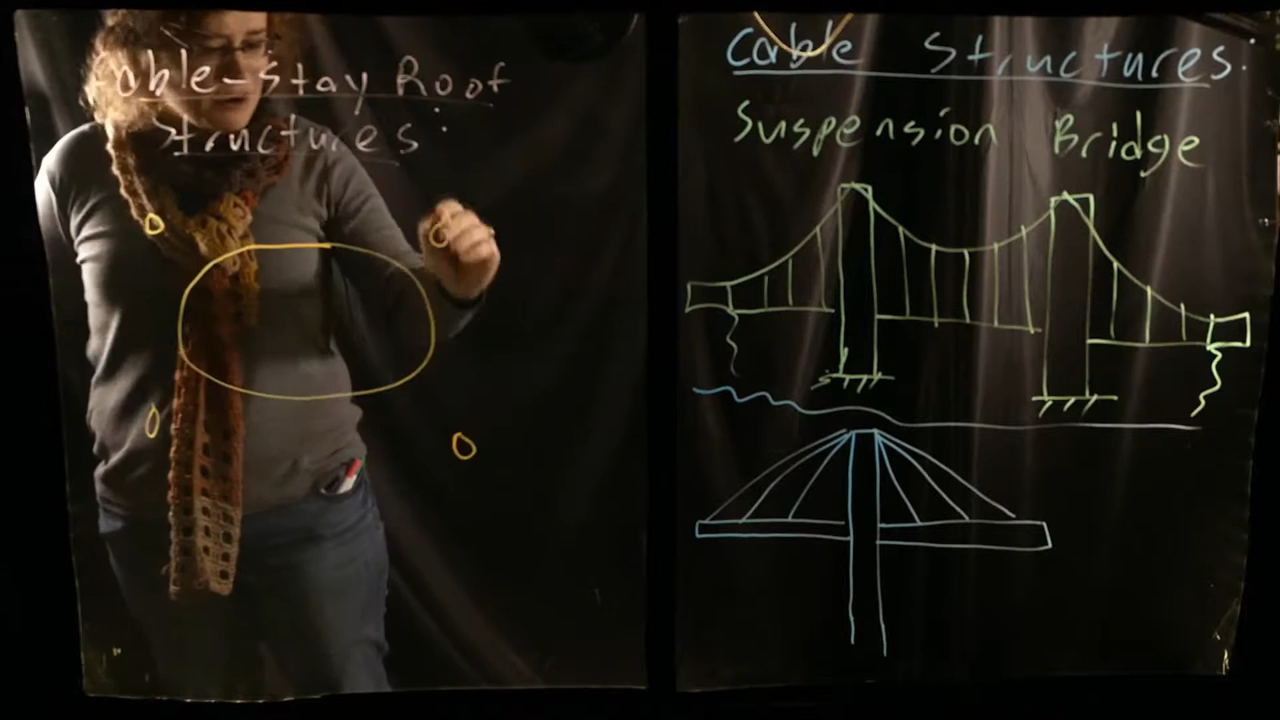 Cable-Stay Roof
Structures:
Cable Structures:
Suspension Bridge